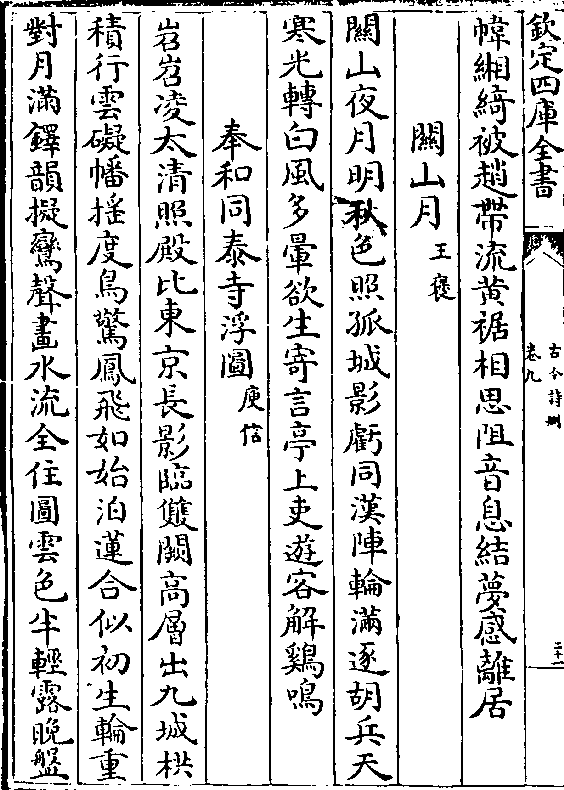 欽定四庫全書
古今詩刪
卷九
二十一
幃緗綺被趙帶流黃裾相思阻音息結夢感離居
關山月王褒
關山夜月明秋色照孤城影虧同漢陣輪滿逐胡兵天
寒光轉白風多暈欲生寄言亭上吏遊客解鷄鳴
奉和同泰寺浮圖庾信
岧岧凌太清照殿比東京長影臨雙闕高層出九城栱
積行雲礙幡揺度鳥驚鳳飛如始泊蓮合似初生輪重
對月滿鐸韻擬鸞聲畫水流全住圖雲色半輕露晚盤